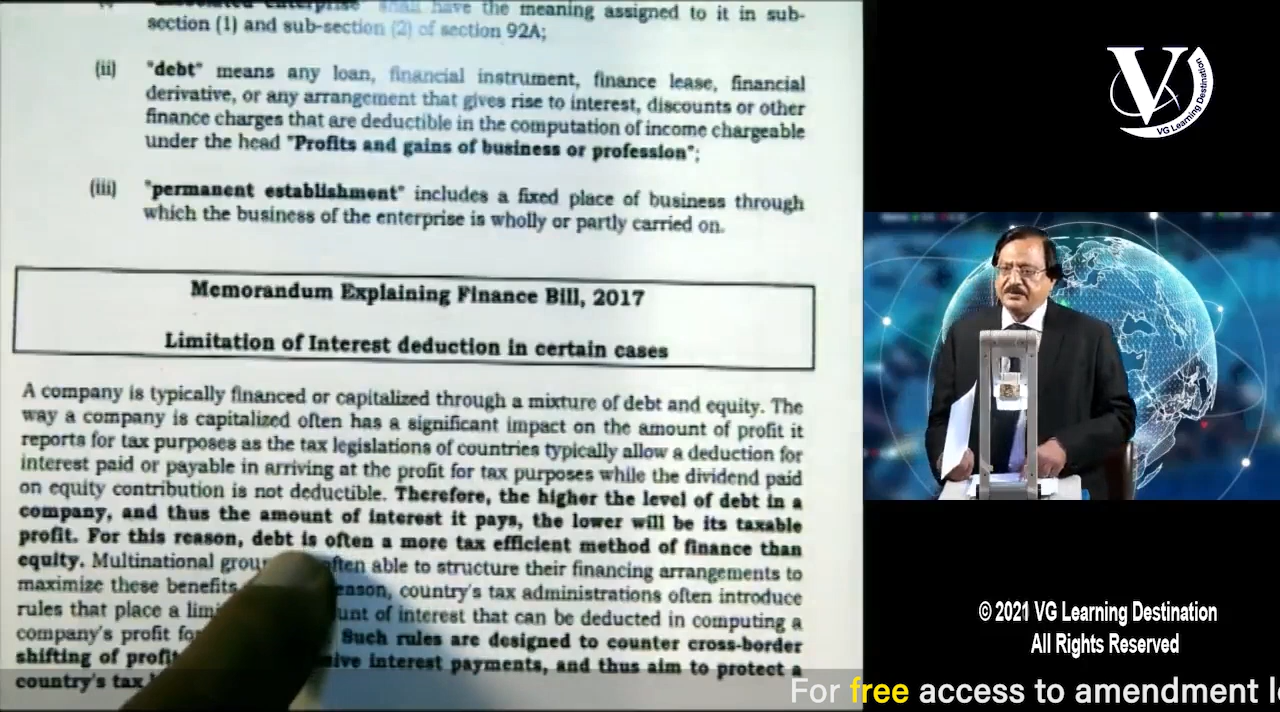 enterprise" shall have the meaning assigned to it in sub-
section (1) and sub-section (2) of section 92A;
(ii) "debt" means any loan, financial instrument, finance lease, financial
derivative, or any arrangement that gives rise to interest, discounts or other
finance charges that are deductible in the computation of income chargeable
under the head "Profits and gains of business or profession";
(iii) "permanent establishment" includes a fixed place of business through
which the business of the enterprise is wholly or partly carried on.
Memorandum Explaining Finance Bill, 2017
Limitation of Interest deduction in certain cases
A company is typically financed or capitalized through a mixture of debt and equity. The
way a company is capitalized often has a significant impact on the amount of profit it
reports for tax purposes as the tax legislations of countries typically allow a deduction for
interest paid or payable in arriving at the profit for tax purposes while the dividend paid
on equity contribution is not deductible. Therefore, the higher the level of debt in a
company, and thus the amount of interest it pays, the lower will be its taxable
profit. For this reason, debt is often a more tax efficient method of finance than
equity. Multinational often able to structure their financing arrangements to
maximize these benefits country's tax administrations often introduce
rules that place a of interest that can be deducted in computing a
company's profit Such rules are designed to counter cross-border
shifting of interest payments, and thus aim to protect a
country's tax
V
VG Learning Destination
© 2021 VG Learning Destination
All Rights Reserved
For free access to amendment